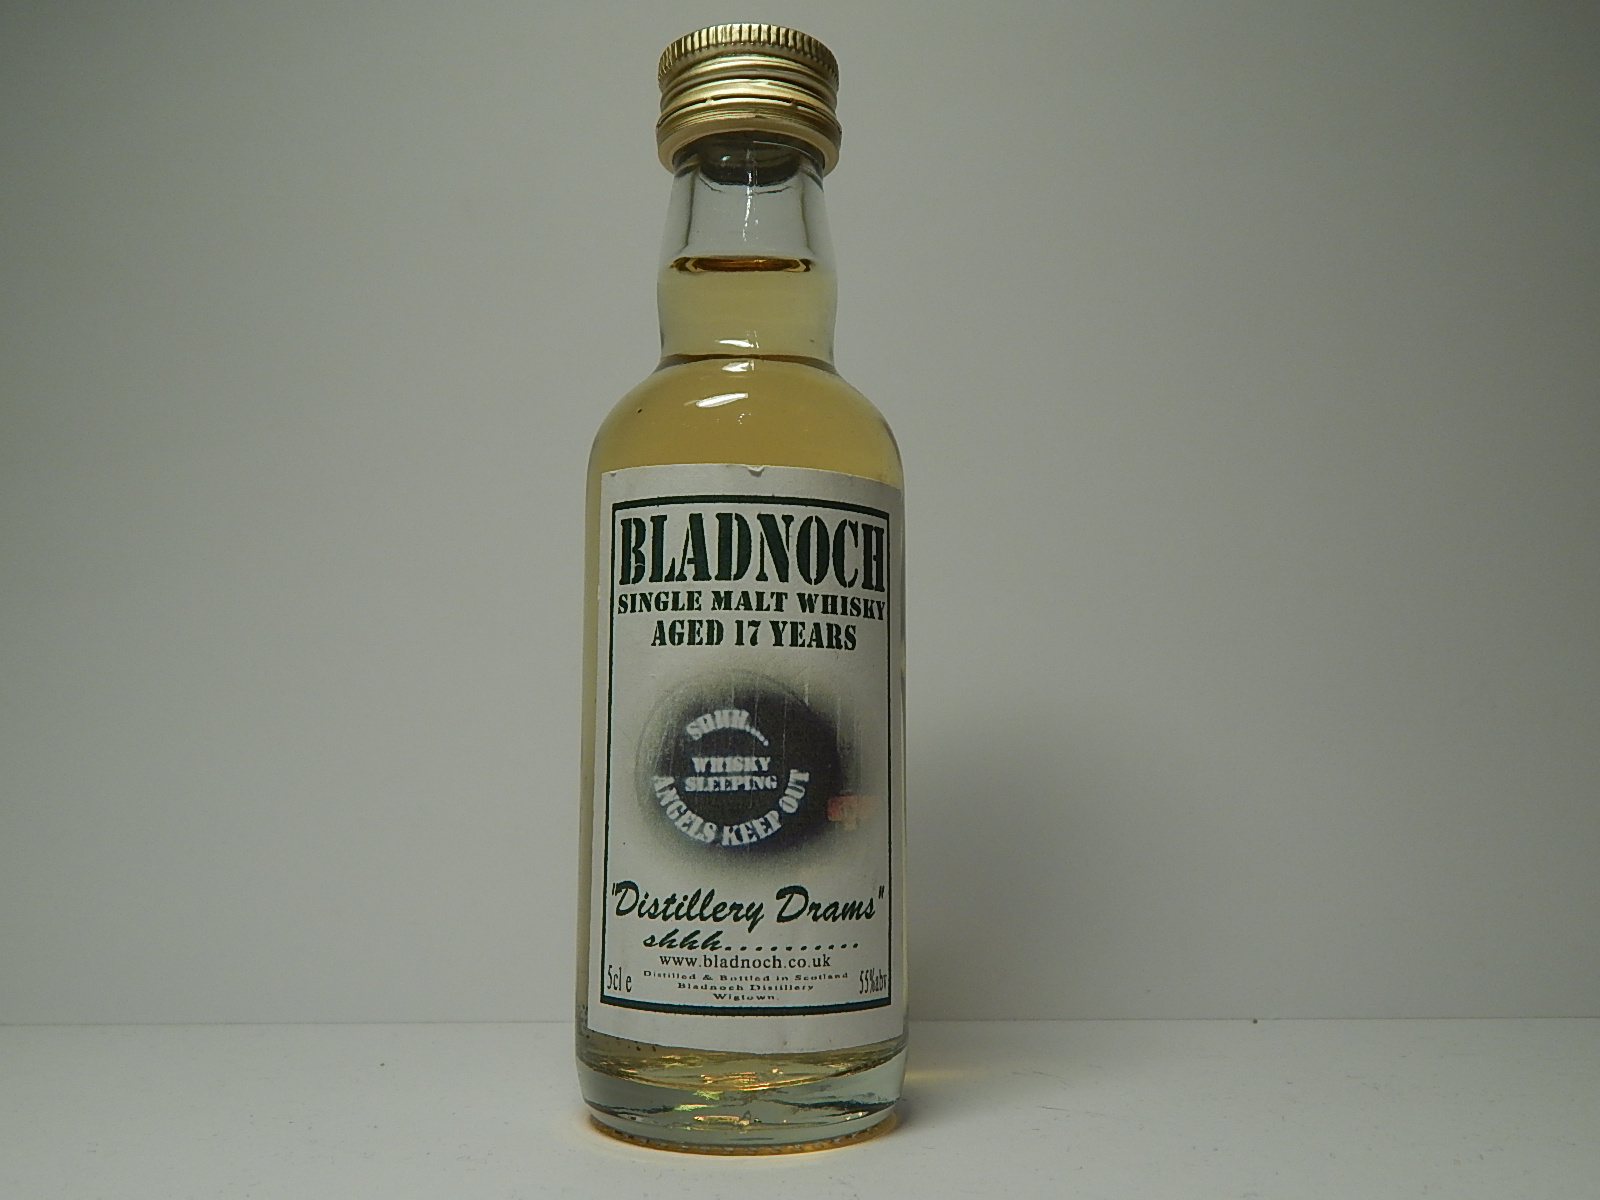 BLADNOCH
SINGLE MALT WHISKY
AGED 17 YEARS
SHHH....
WHISKY
SLEEPING
ANGELS KEEP OUT
"Distillery Drams"
shhh..........
www.bladnoch.co.uk
5cl e
Distilled & Bottled in Scotland
Bladnoch Distillery
Wigtown.
55%abv